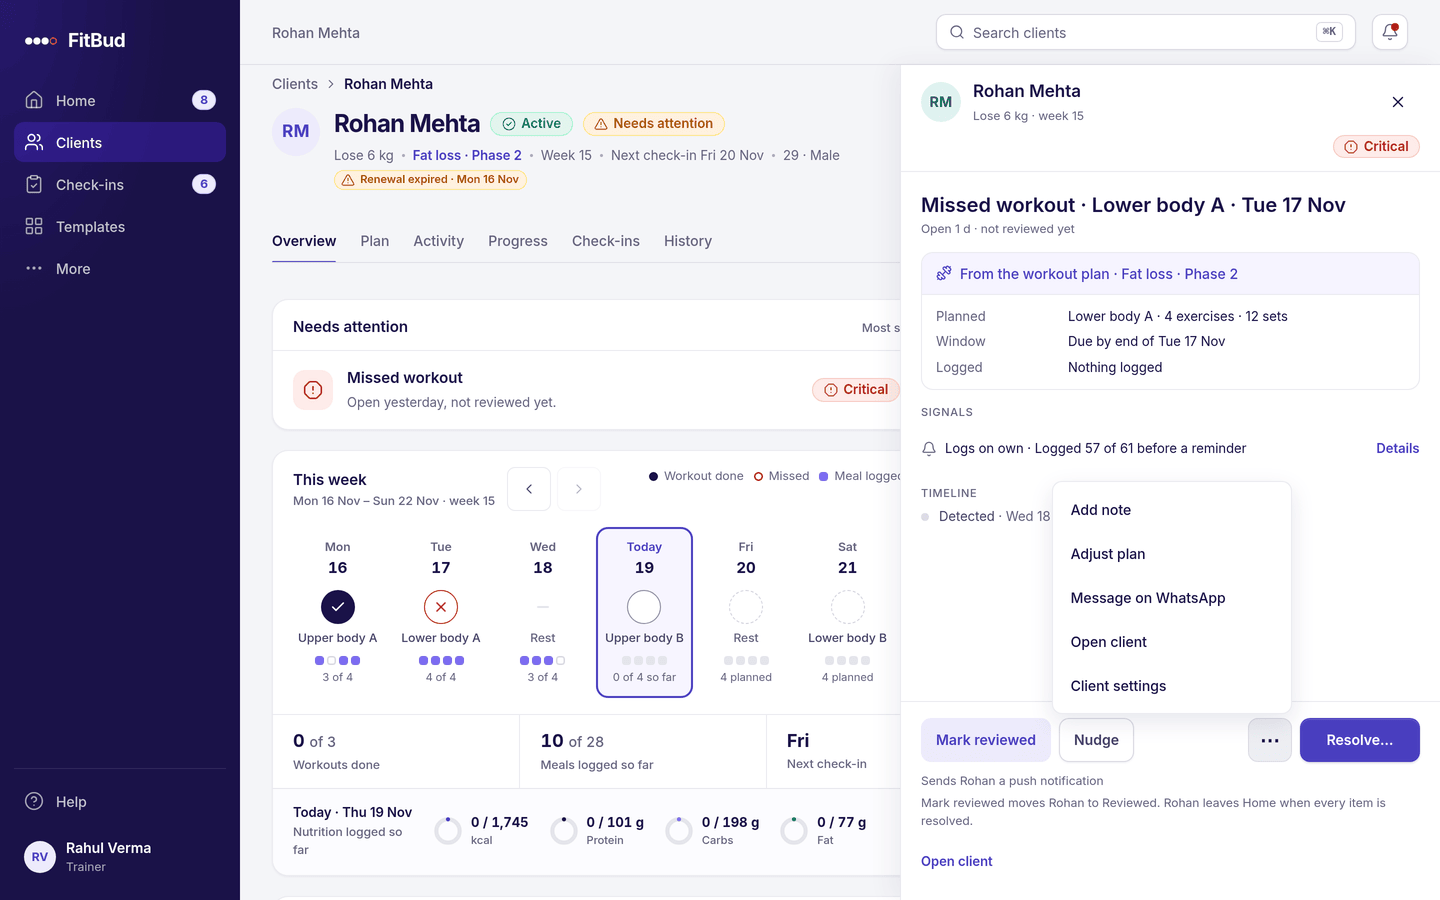 FitBud
Home 8
Clients
Check-ins 6
Templates
More
Help
RV
Rahul Verma
Trainer
Rohan Mehta
Search clients
⌘K
Clients > Rohan Mehta
RM
Rohan Mehta
Active
Needs attention
Lose 6 kg • Fat loss · Phase 2 • Week 15 • Next check-in Fri 20 Nov • 29 · Male
Renewal expired · Mon 16 Nov
Overview Plan Activity Progress Check-ins History
Needs attention
Most s
Missed workout
Open yesterday, not reviewed yet.
Critical
This week
Mon 16 Nov – Sun 22 Nov · week 15
Workout done Missed Meal logged
Mon Tue Wed Today Fri Sat
16 17 18 19 20 21
Upper body A Lower body A Rest Upper body B Rest Lower body B
3 of 4 4 of 4 3 of 4 0 of 4 so far 4 planned 4 planned
0 of 3
Workouts done
10 of 28
Meals logged so far
Fri
Next check-in
Today · Thu 19 Nov
Nutrition logged so
far
0 / 1,745
kcal
0 / 101 g
Protein
0 / 198 g
Carbs
0 / 77 g
Fat
RM
Rohan Mehta
Lose 6 kg · week 15
Critical
Missed workout · Lower body A · Tue 17 Nov
Open 1 d · not reviewed yet
From the workout plan · Fat loss · Phase 2
Planned Lower body A · 4 exercises · 12 sets
Window Due by end of Tue 17 Nov
Logged Nothing logged
SIGNALS
Logs on own · Logged 57 of 61 before a reminder
Details
TIMELINE
Detected · Wed 18
Add note
Adjust plan
Message on WhatsApp
Open client
Client settings
Mark reviewed
Nudge
...
Resolve...
Sends Rohan a push notification
Mark reviewed moves Rohan to Reviewed. Rohan leaves Home when every item is
resolved.
Open client